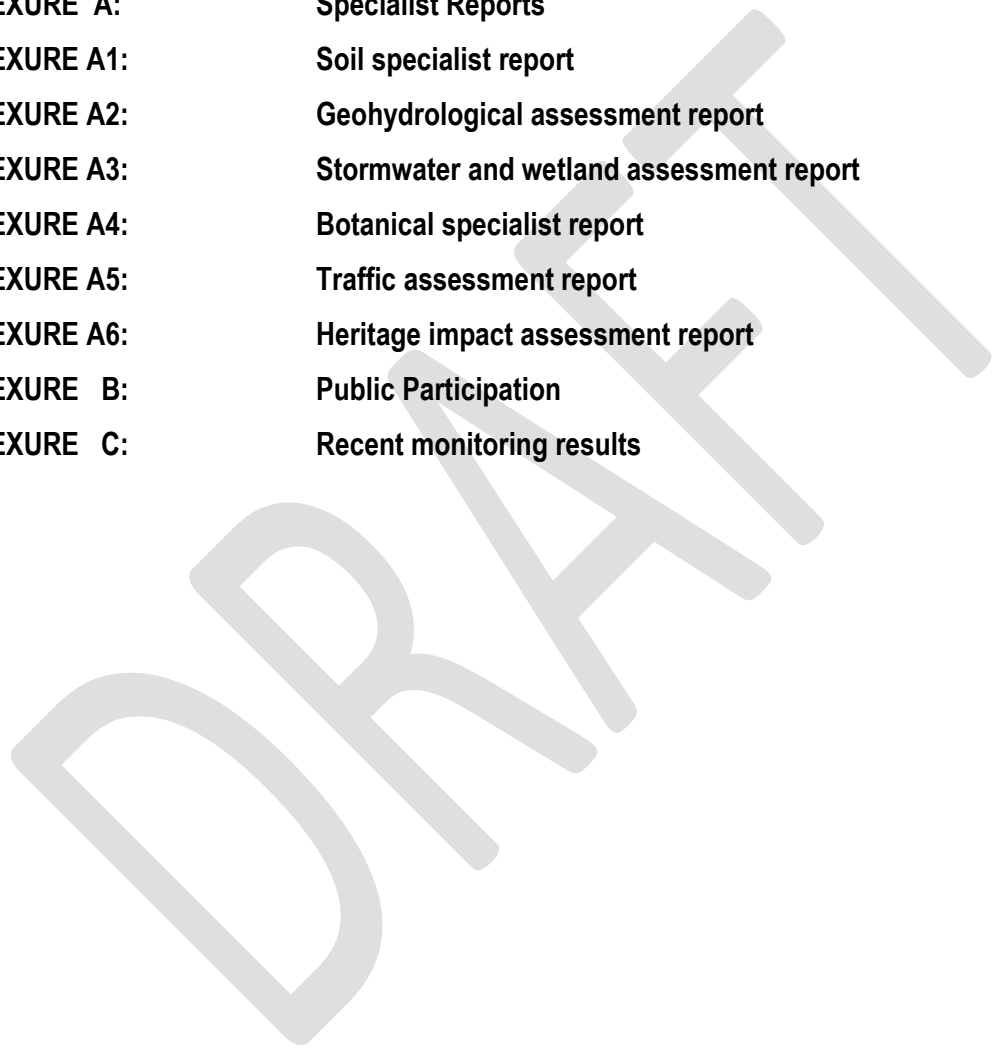 EXURE A: Specialist Reports
EXURE A1: Soil specialist report
EXURE A2: Geohydrological assessment report
EXURE A3: Stormwater and wetland assessment report
EXURE A4: Botanical specialist report
EXURE A5: Traffic assessment report
EXURE A6: Heritage impact assessment report
EXURE B: Public Participation
EXURE C: Recent monitoring results
DRAFT